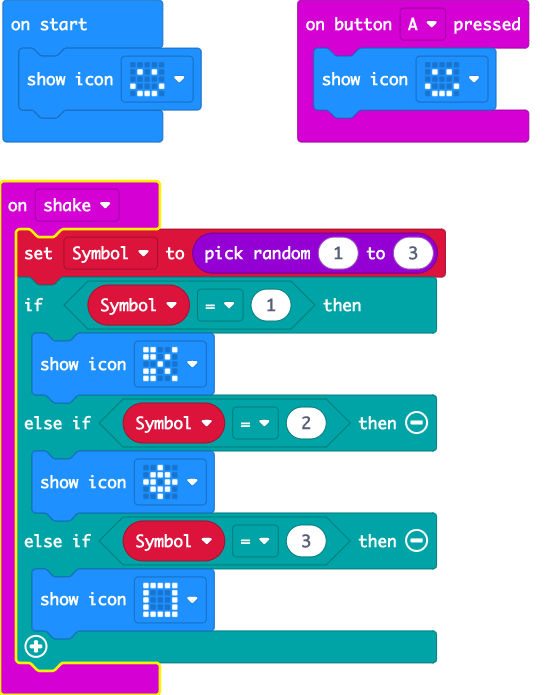 on start
show icon
on button A pressed
show icon
on shake
set Symbol to pick random 1 to 3
if Symbol = 1 then
show icon
else if Symbol = 2 then
show icon
else if Symbol = 3 then
show icon